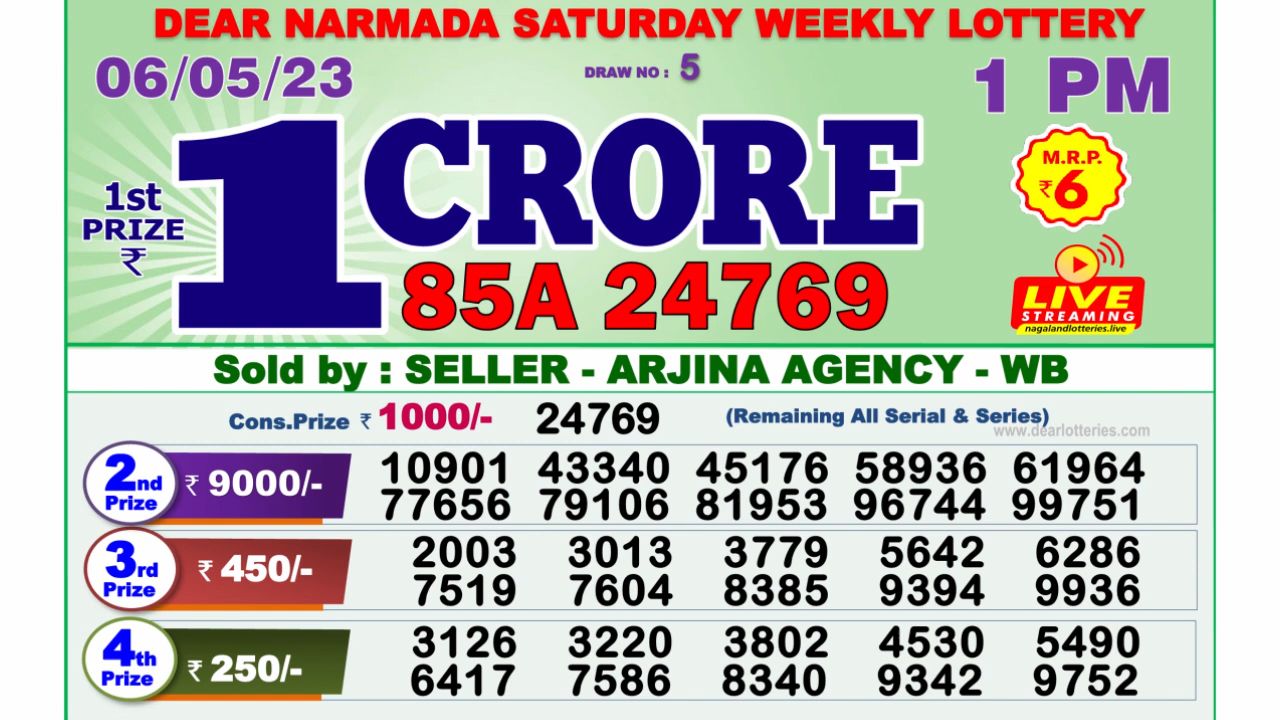 DEAR NARMADA SATURDAY WEEKLY LOTTERY
06/05/23 DRAW NO : 5 1 PM
1st PRIZE ₹ 1 CRORE
85A 24769
M.R.P.
₹6
LIVE
STREAMING
nagalandlotteries.live
Sold by : SELLER - ARJINA AGENCY - WB
Cons.Prize ₹ 1000/- 24769 (Remaining All Serial & Series)
www.dearlotteries.com
2nd Prize ₹ 9000/-
10901 43340 45176 58936 61964
77656 79106 81953 96744 99751
3rd Prize ₹ 450/-
2003 3013 3779 5642 6286
7519 7604 8385 9394 9936
4th Prize ₹ 250/-
3126 3220 3802 4530 5490
6417 7586 8340 9342 9752